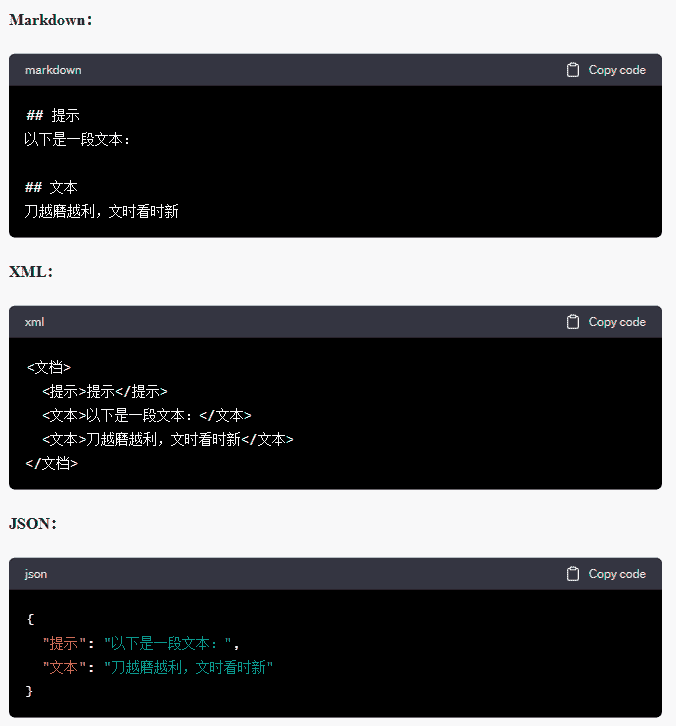 Markdown:
markdown
Copy code
## 提示
以下是一段文本:
## 文本
刀越磨越利,文时看时新
XML:
xml
Copy code
<文档>
  <提示>提示</提示>
  <文本>以下是一段文本:</文本>
  <文本>刀越磨越利,文时看时新</文本>
</文档>
JSON:
json
Copy code
{
  "提示": "以下是一段文本:",
  "文本": "刀越磨越利,文时看时新"
}